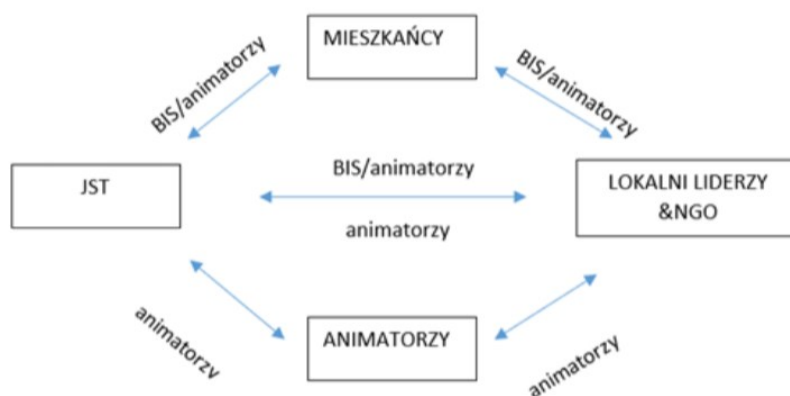 MIESZKAŃCY
BIS/animatorzy
BIS/animatorzy
JST
BIS/animatorzy
LOKALNI LIDERZY
&NGO
animatorzy
animatorzy
ANIMATORZY
animatorzy